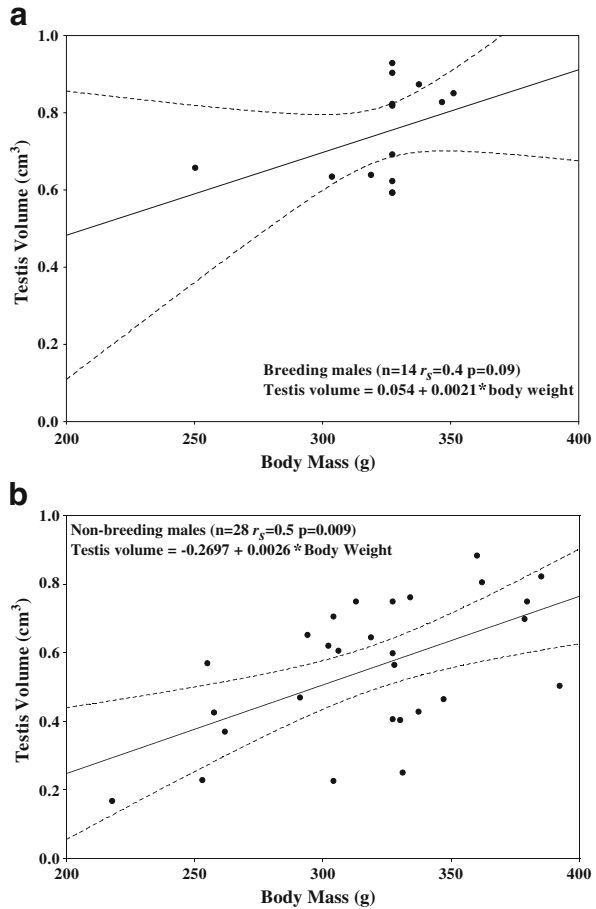 a
1.0
0.8
0.6
0.4
0.2
0.0
Testis Volume (cm³)
Breeding males (n=14 rs=0.4 p=0.09)
Testis volume = 0.054 + 0.0021*body weight
200 250 300 350 400
Body Mass (g)
b
1.0
0.8
0.6
0.4
0.2
0.0
Testis Volume (cm³)
Non-breeding males (n=28 rs=0.5 p=0.009)
Testis volume = -0.2697 + 0.0026*Body Weight
200 250 300 350 400
Body Mass (g)